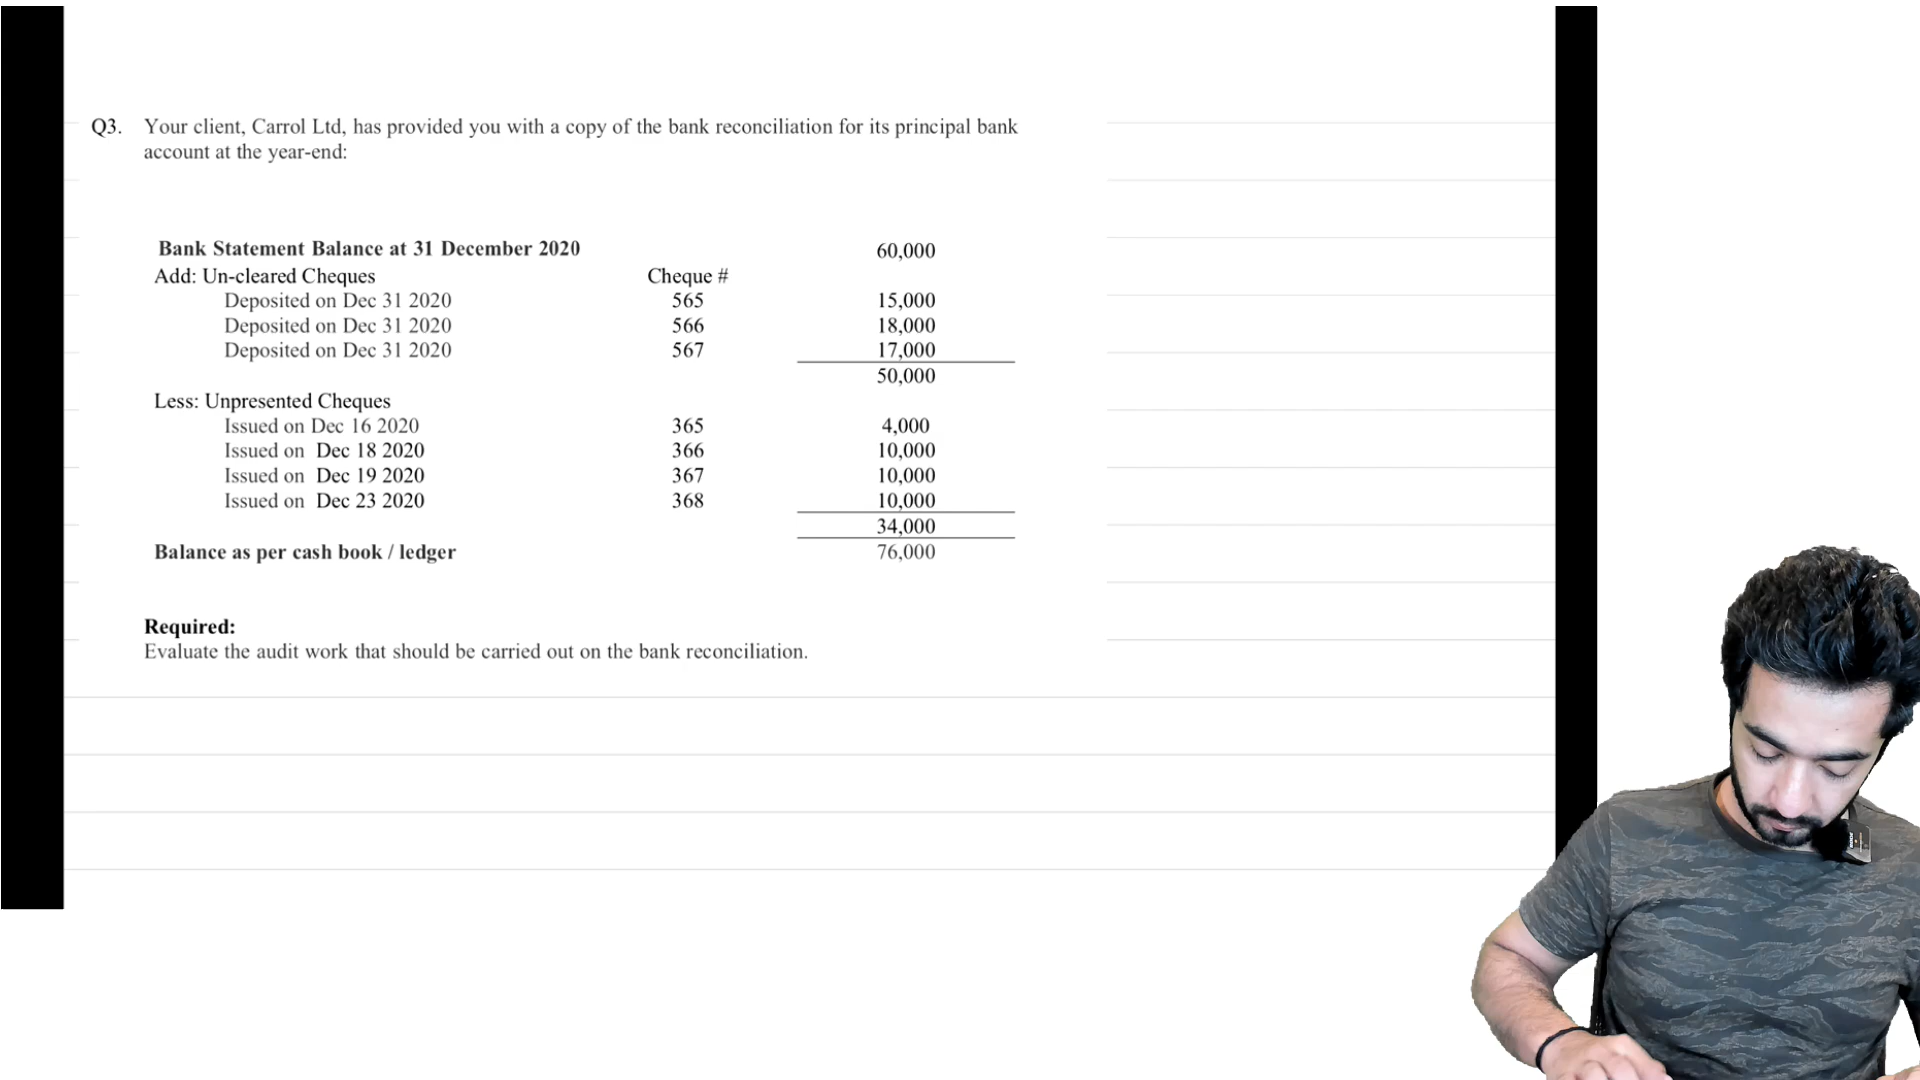 Q3. Your client, Carrol Ltd, has provided you with a copy of the bank reconciliation for its principal bank
account at the year-end:
Bank Statement Balance at 31 December 2020 60,000
Add: Un-cleared Cheques Cheque #
Deposited on Dec 31 2020 565 15,000
Deposited on Dec 31 2020 566 18,000
Deposited on Dec 31 2020 567 17,000
50,000
Less: Unpresented Cheques
Issued on Dec 16 2020 365 4,000
Issued on Dec 18 2020 366 10,000
Issued on Dec 19 2020 367 10,000
Issued on Dec 23 2020 368 10,000
34,000
Balance as per cash book / ledger 76,000
Required:
Evaluate the audit work that should be carried out on the bank reconciliation.